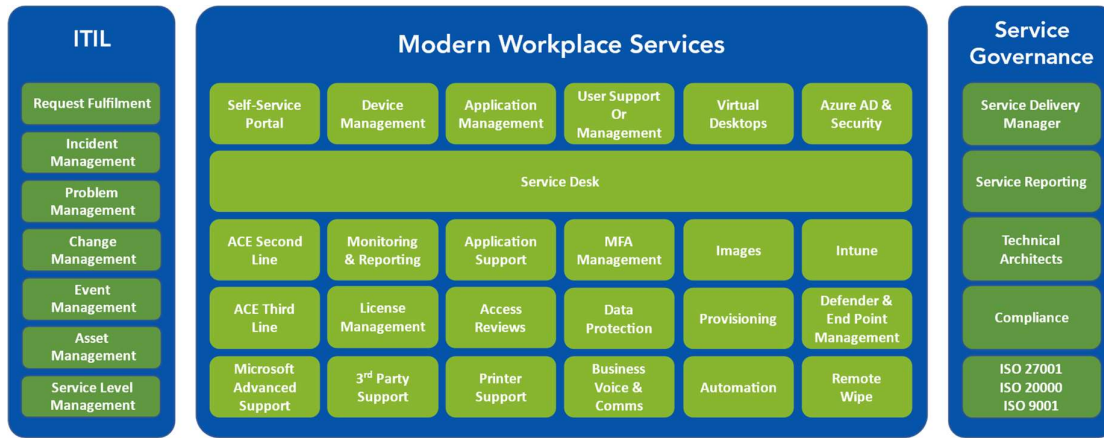 ITIL
Request Fulfilment
Incident
Management
Problem
Management
Change
Management
Event
Management
Asset
Management
Service Level
Management
Modern Workplace Services
Self-Service
Portal
Device
Management
Application
Management
User Support
Or
Management
Virtual
Desktops
Azure AD &
Security
Service Desk
ACE Second
Line
Monitoring
& Reporting
Application
Support
MFA
Management
Images
Intune
ACE Third
Line
License
Management
Access
Reviews
Data
Protection
Provisioning
Defender &
End Point
Management
Microsoft
Advanced
Support
3rd Party
Support
Printer
Support
Business
Voice &
Comms
Automation
Remote
Wipe
Service
Governance
Service Delivery
Manager
Service Reporting
Technical
Architects
Compliance
ISO 27001
ISO 20000
ISO 9001